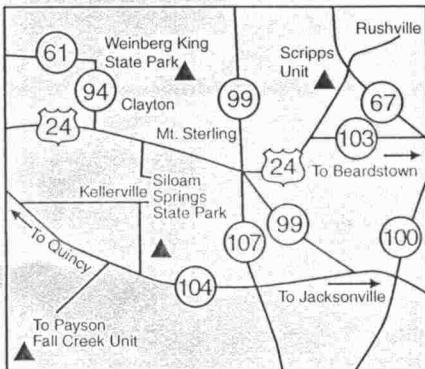 Rushville
Weinberg King
State Park
Scripps
Unit
61
94
Clayton
99
67
24
Mt. Sterling
103
24
To Beardstown
Kellerville
Siloam
Springs
State Park
To Quincy
107
99
100
104
To Jacksonville
To Payson
Fall Creek Unit